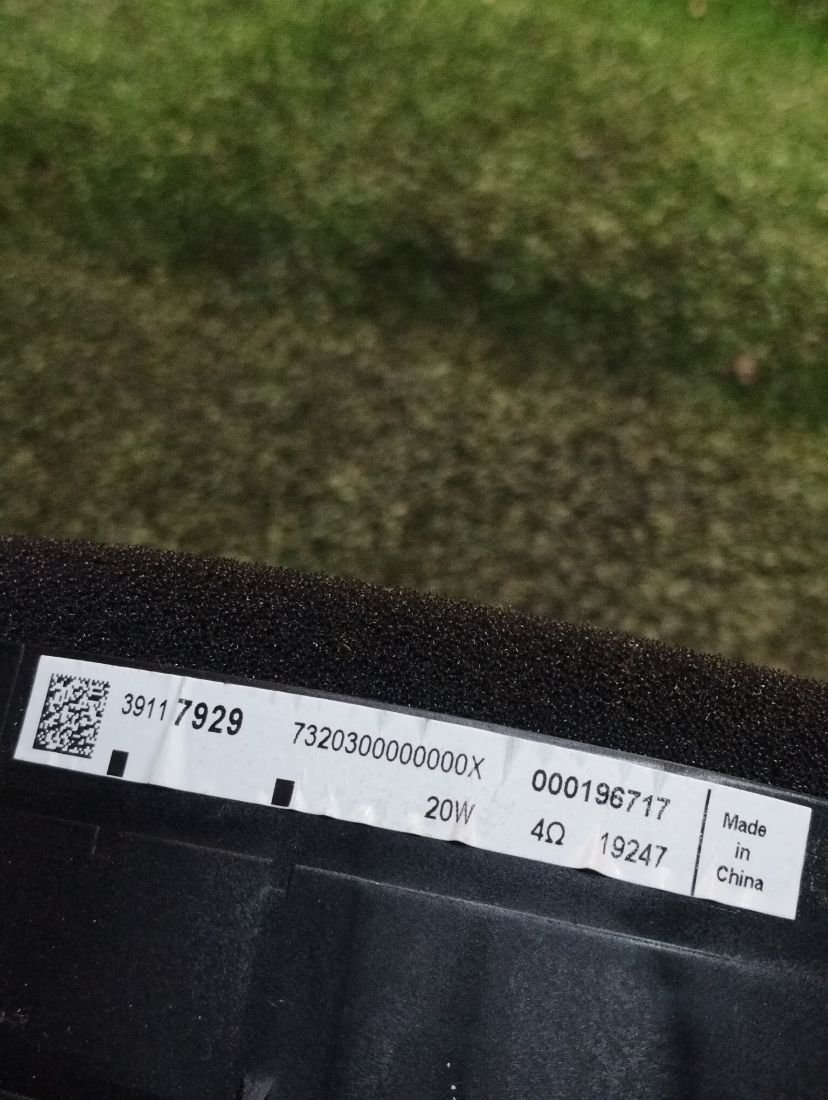 39117929 7320300000000X 000196717
20W 4Ω 19247
Made
in
China